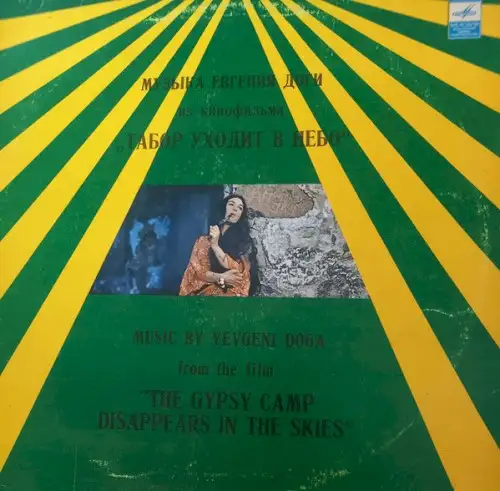 МУЗЫКА ЕВГЕНИЯ ДОГИ
из кинофильма
„ТАБОР УХОДИТ В НЕБО“
MUSIC BY YEVGENI DOGA
from the film
"THE GYPSY CAMP
DISAPPEARS IN THE SKIES"